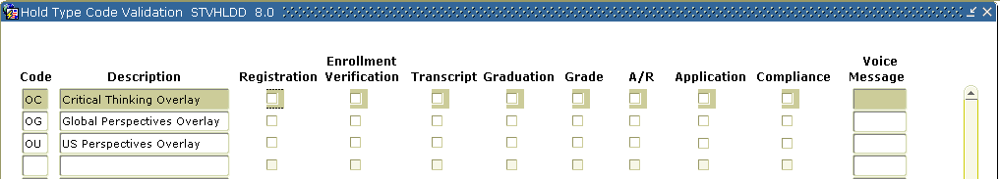 Hold Type Code Validation STVHLDD 8.0
Enrollment Voice
Code Description Registration Verification Transcript Graduation Grade A/R Application Compliance Message
OC Critical Thinking Overlay
OG Global Perspectives Overlay
OU US Perspectives Overlay